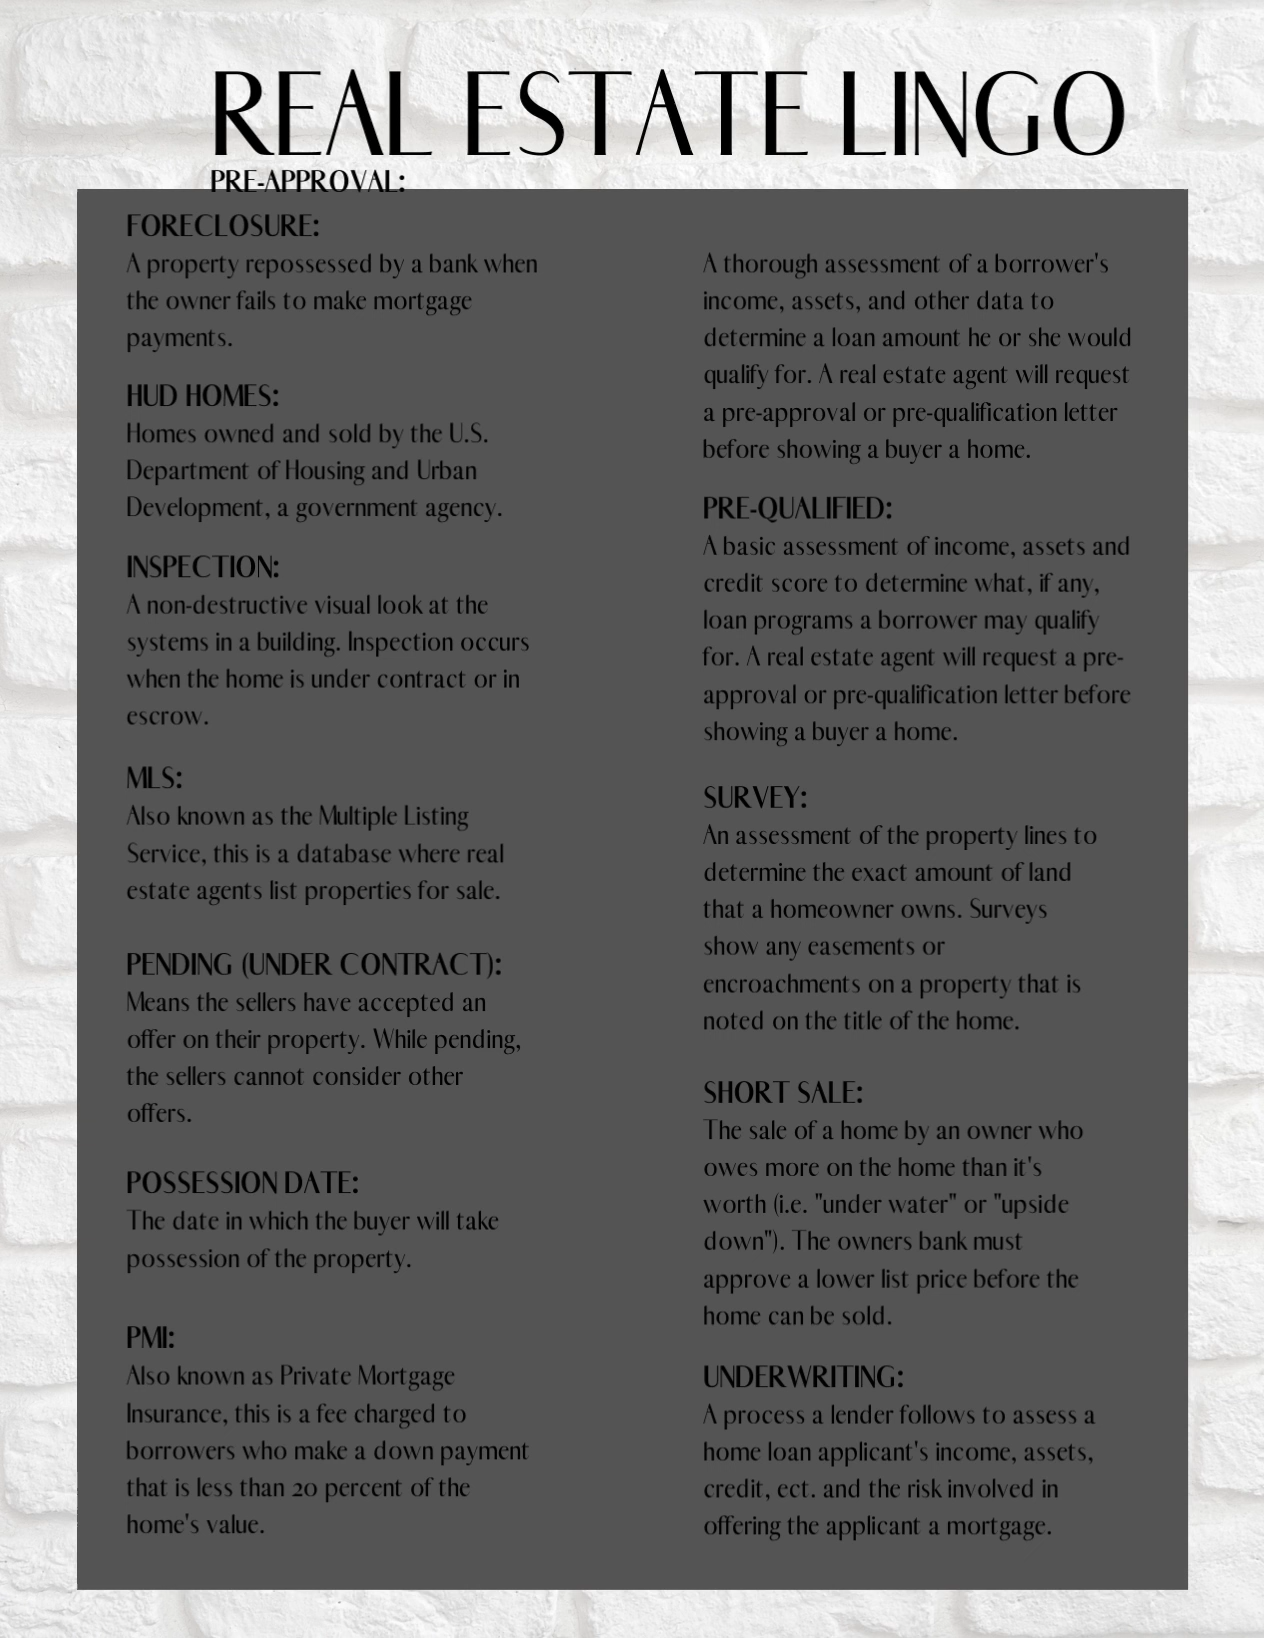 REAL ESTATE LINGO
PRE-APPROVAL:
FORECLOSURE:
A property repossessed by a bank when
the owner fails to make mortgage
payments.
HUD HOMES:
Homes owned and sold by the U.S.
Department of Housing and Urban
Development, a government agency.
INSPECTION:
A non-destructive visual look at the
systems in a building. Inspection occurs
when the home is under contract or in
escrow.
MLS:
Also known as the Multiple Listing
Service, this is a database where real
estate agents list properties for sale.
PENDING (UNDER CONTRACT):
Means the sellers have accepted an
offer on their property. While pending,
the sellers cannot consider other
offers.
POSSESSION DATE:
The date in which the buyer will take
possession of the property.
PMI:
Also known as Private Mortgage
Insurance, this is a fee charged to
borrowers who make a down payment
that is less than 20 percent of the
home's value.
A thorough assessment of a borrower's
income, assets, and other data to
determine a loan amount he or she would
qualify for. A real estate agent will request
a pre-approval or pre-qualification letter
before showing a buyer a home.
PRE-QUALIFIED:
A basic assessment of income, assets and
credit score to determine what, if any,
loan programs a borrower may qualify
for. A real estate agent will request a pre-
approval or pre-qualification letter before
showing a buyer a home.
SURVEY:
An assessment of the property lines to
determine the exact amount of land
that a homeowner owns. Surveys
show any easements or
encroachments on a property that is
noted on the title of the home.
SHORT SALE:
The sale of a home by an owner who
owes more on the home than it's
worth (i.e. "under water" or "upside
down"). The owners bank must
approve a lower list price before the
home can be sold.
UNDERWRITING:
A process a lender follows to assess a
home loan applicant's income, assets,
credit, ect. and the risk involved in
offering the applicant a mortgage.